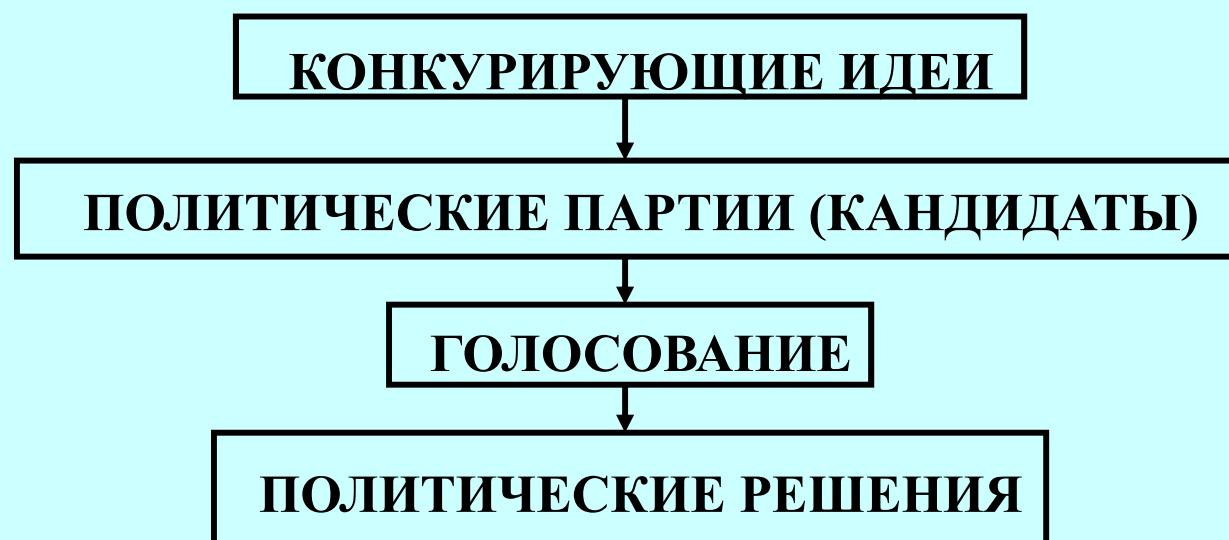 КОНКУРИРУЮЩИЕ ИДЕИ
ПОЛИТИЧЕСКИЕ ПАРТИИ (КАНДИДАТЫ)
ГОЛОСОВАНИЕ
ПОЛИТИЧЕСКИЕ РЕШЕНИЯ